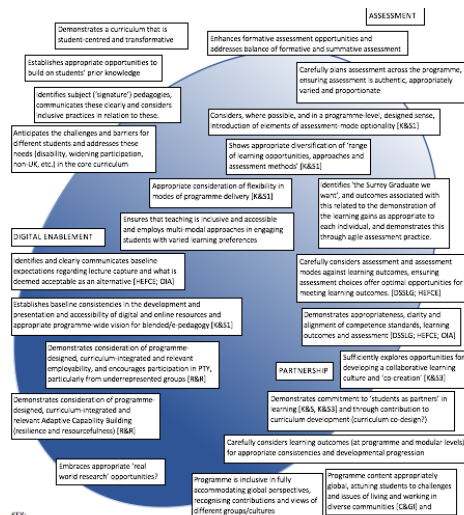 ASSESSMENT
Demonstrates a curriculum that is
student-centred and transformative
Enhances formative assessment opportunities and
addresses balance of formative and summative assessment
Establishes appropriate opportunities to
build on students' prior knowledge
Carefully plans assessment across the programme,
ensuring assessment is authentic, appropriately
varied and proportionate
Identifies subject ('signature') pedagogies,
communicates these clearly and considers
inclusive practices in relation to these.
Considers, where possible, and in a programme-level, designed sense,
introduction of elements of assessment-mode optionality [K&S1]
Anticipates the challenges and barriers for
different students and addresses these
needs (disability, widening participation,
non-UK, etc.) in the core curriculum
Shows appropriate diversification of 'range
of learning opportunities, approaches and
assessment methods' [K&S1]
Appropriate consideration of flexibility in
modes of programme delivery [K&S1]
Identifies 'the Surrey Graduate we
want', and outcomes associated with
this related to the demonstration of
the learning gains as appropriate to
each individual, and demonstrates this
through agile assessment practice.
Ensures that teaching is inclusive and accessible
and employs multi-modal approaches in engaging
students with varied learning preferences
DIGITAL ENABLEMENT
Identifies and clearly communicates baseline
expectations regarding lecture capture and what is
deemed acceptable as an alternative [HEFCE; OIA]
Carefully considers assessment and assessment
modes against learning outcomes, ensuring
assessment choices offer optimal opportunities for
meeting learning outcomes. [DSSLG; HEFCE]
Establishes baseline consistencies in the development and
presentation and accessibility of digital and online resources and
appropriate programme-wide vision for blended/e-pedagogy [K&S1]
Demonstrates appropriateness, clarity and
alignment of competence standards, learning
outcomes and assessment [DSSLG; HEFCE; OIA]
Demonstrates consideration of programme-
designed, curriculum-integrated and relevant
employability, and encourages participation in PTY,
particularly from underrepresented groups [R&R]
PARTNERSHIP
Sufficiently explores opportunities for
developing a collaborative learning
culture and 'co-creation' [K&S3]
Demonstrates consideration of programme-
designed, curriculum-integrated and
relevant Adaptive Capability Building
(resilience and resourcefulness) [R&R]
Demonstrates commitment to 'students as partners' in
learning [K&S, K&S3] and through contribution to
curriculum development (curriculum co-design?)
Carefully considers learning outcomes (at programme and modular levels)
for appropriate consistencies and developmental progression
Embraces appropriate 'real
world research' opportunities?
Programme is inclusive in fully
accommodating global perspectives,
recognising contributions and views of
different groups/cultures
Programme content appropriately
global, attuning students to challenges
and issues of living and working in
diverse communities [C&GI] and
KEY: